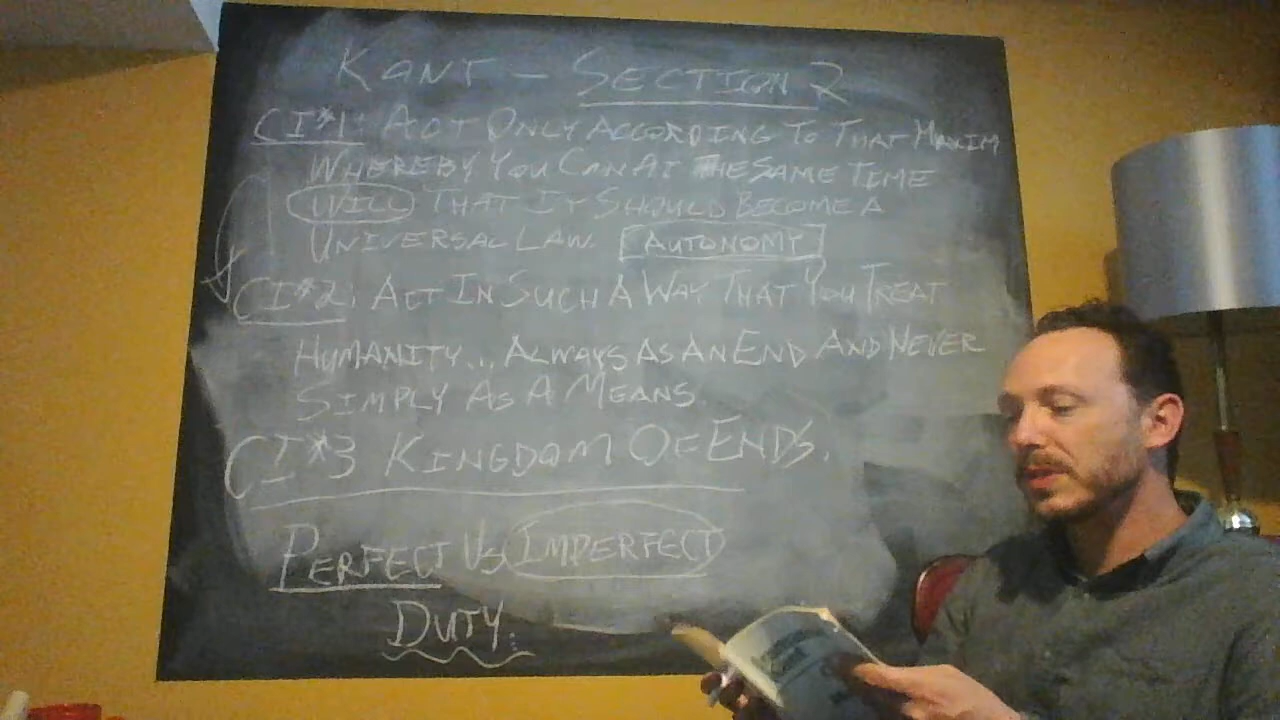 KANT - SECTION 2
CI#1: ACT ONLY ACCORDING TO THAT MAXIM
WHEREBY YOU CAN AT THE SAME TIME
WILL THAT IT SHOULD BECOME A
UNIVERSAL LAW. AUTONOMY
CI#2: ACT IN SUCH A WAY THAT YOU TREAT
HUMANITY... ALWAYS AS AN END AND NEVER
SIMPLY AS A MEANS.
CI#3 KINGDOM OF ENDS.
PERFECT VS IMPERFECT
DUTY.